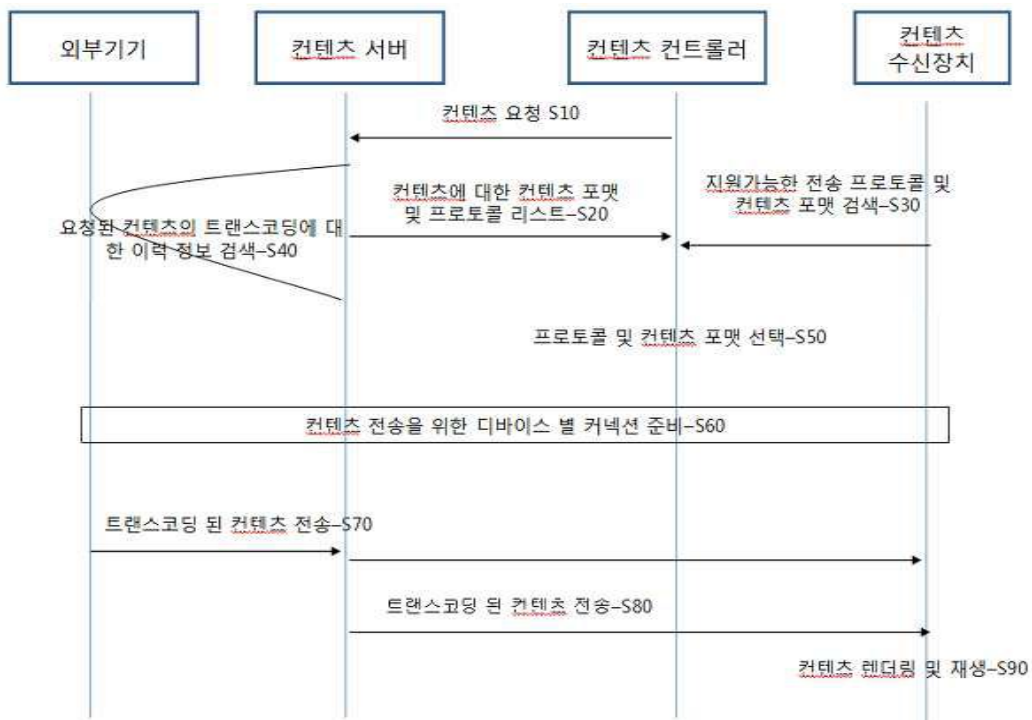 외부기기
컨텐츠 서버
컨텐츠 컨트롤러
컨텐츠
수신장치
컨텐츠 요청 S10
컨텐츠에 대한 컨텐츠 포맷
및 프로토콜 리스트–S20
지원가능한 전송 프로토콜 및
컨텐츠 포맷 검색–S30
요청된 컨텐츠의 트랜스코딩에 대
한 이력 정보 검색–S40
프로토콜 및 컨텐츠 포맷 선택–S50
컨텐츠 전송을 위한 디바이스 별 커넥션 준비–S60
트랜스코딩 된 컨텐츠 전송–S70
트랜스코딩 된 컨텐츠 전송–S80
컨텐츠 렌더링 및 재생–S90